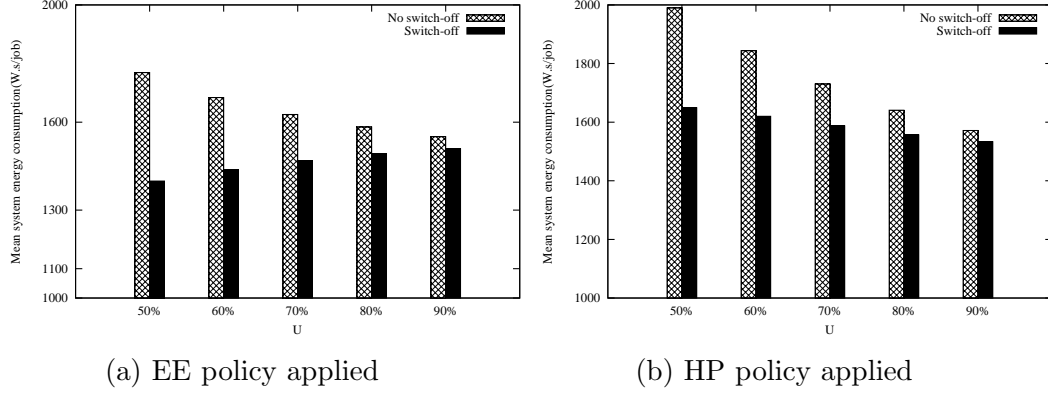 2000
1600
1300
1100
1000
Mean system energy consumption(W.s/job)
No switch-off
Switch-off
50% 60% 70% 80% 90%
U
(a) EE policy applied
2000
1800
1600
1400
1200
1000
Mean system energy consumption(W.s/job)
No switch-off
Switch-off
50% 60% 70% 80% 90%
U
(b) HP policy applied